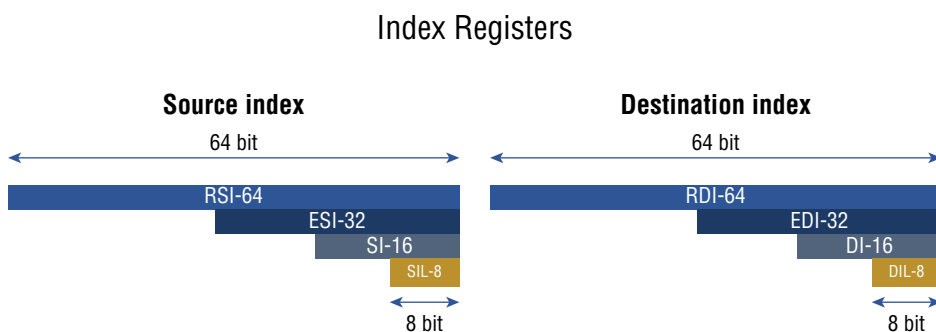 Index Registers
Source index
64 bit
RSI-64
ESI-32
SI-16
SIL-8
8 bit
Destination index
64 bit
RDI-64
EDI-32
DI-16
DIL-8
8 bit